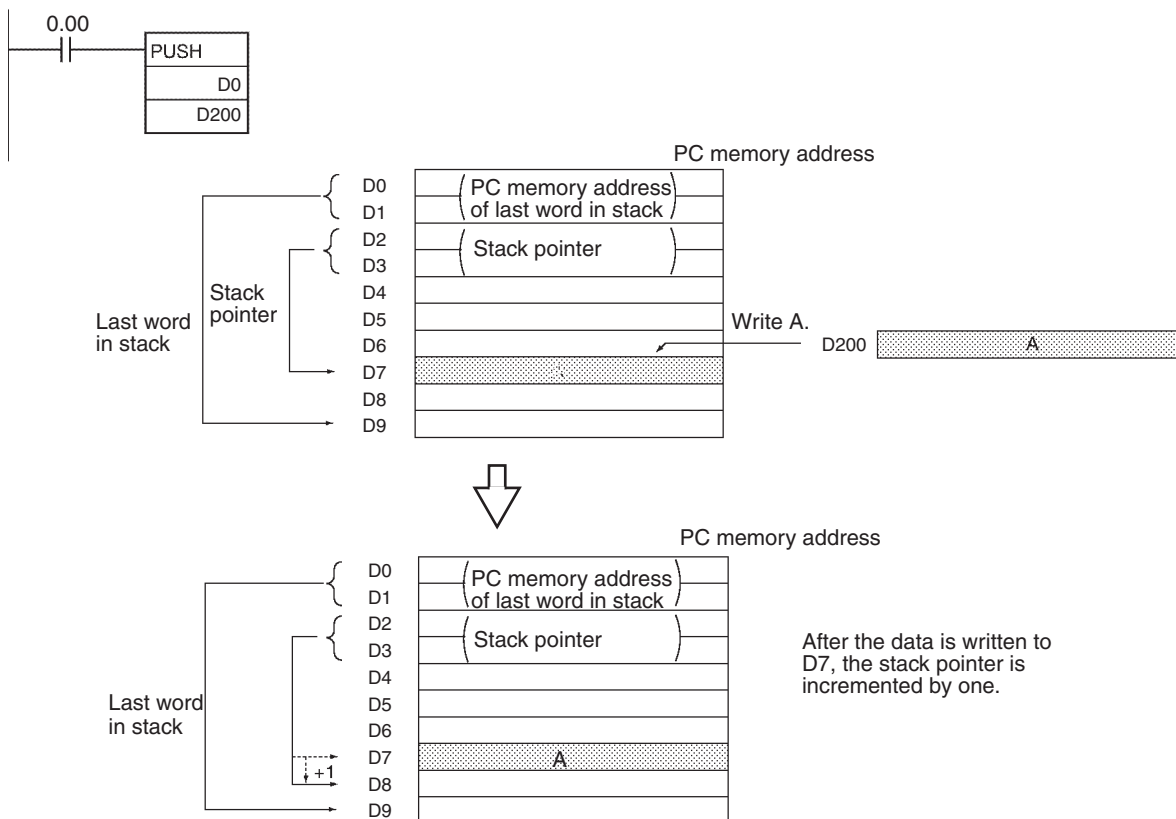 0.00
PUSH
D0
D200
PC memory address
D0
D1
D2
D3
D4
D5
D6
D7
D8
D9
(PC memory address
of last word in stack)
(Stack pointer)
Stack
pointer
Last word
in stack
Write A.
D200
A
PC memory address
D0
D1
D2
D3
D4
D5
D6
D7
D8
D9
(PC memory address
of last word in stack)
(Stack pointer)
Last word
in stack
+1
A
After the data is written to
D7, the stack pointer is
incremented by one.